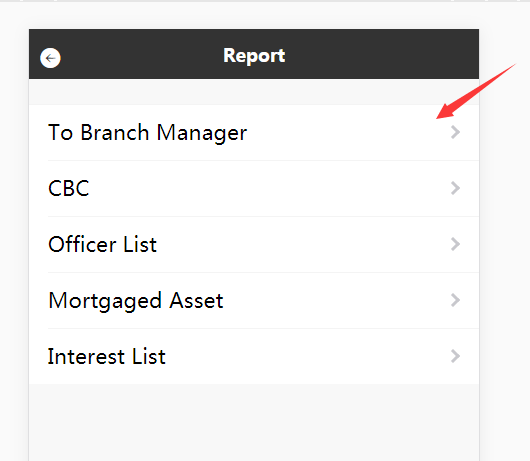 Report
To Branch Manager
CBC
Officer List
Mortgaged Asset
Interest List